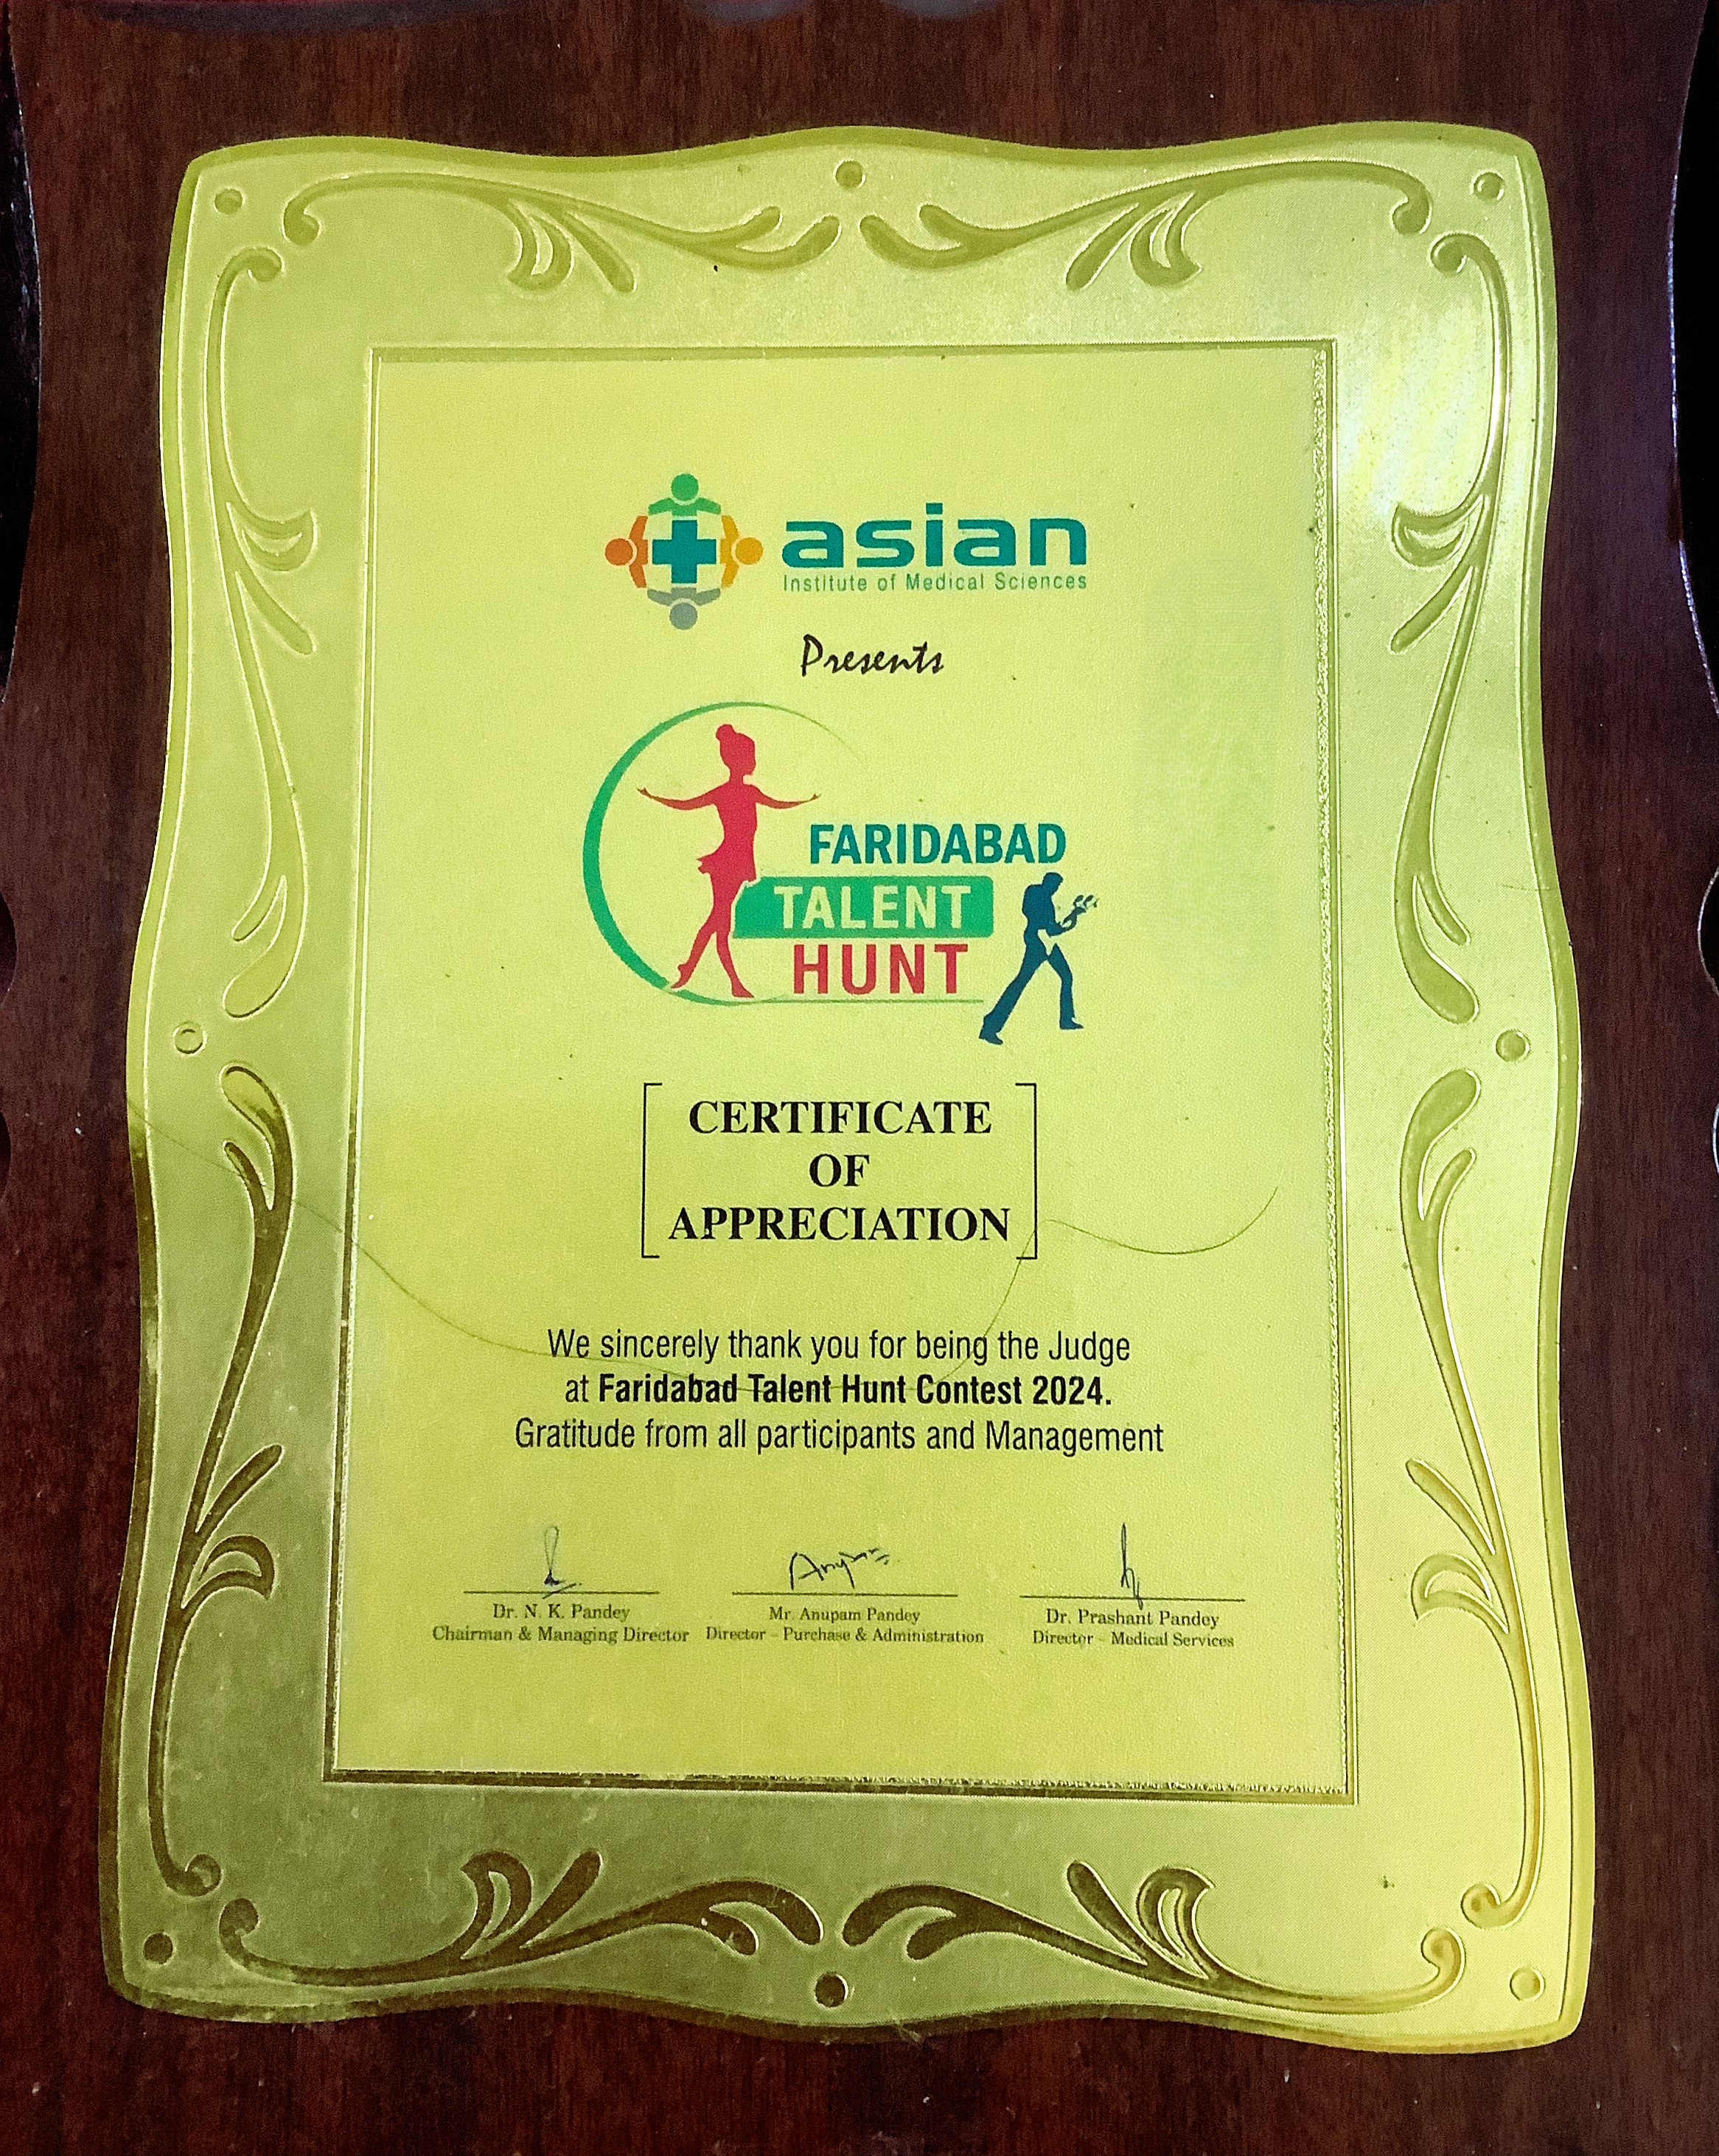 asian
Institute of Medical Sciences
Presents
FARIDABAD
TALENT
HUNT
CERTIFICATE
OF
APPRECIATION
We sincerely thank you for being the Judge
at Faridabad Talent Hunt Contest 2024.
Gratitude from all participants and Management
Dr. N. K. Pandey
Chairman & Managing Director
Mr. Anupam Pandey
Director – Purchase & Administration
Dr. Prashant Pandey
Director – Medical Services